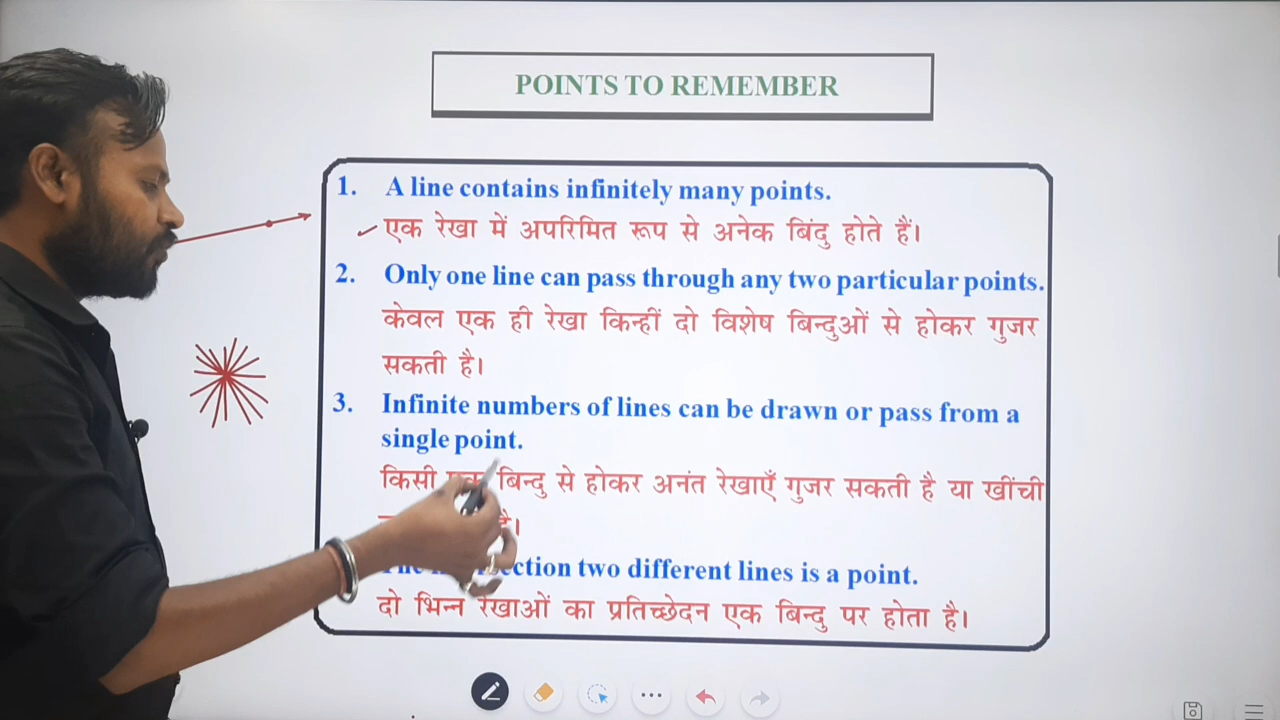 POINTS TO REMEMBER
1. A line contains infinitely many points.
एक रेखा में अपरिमित रूप से अनेक बिंदु होते हैं।
2. Only one line can pass through any two particular points.
केवल एक ही रेखा किन्हीं दो विशेष बिन्दुओं से होकर गुजर
सकती है।
3. Infinite numbers of lines can be drawn or pass from a
single point.
किसी एक बिन्दु से होकर अनंत रेखाएँ गुजर सकती है या खींची
है।
two different lines is a point.
दो भिन्न रेखाओं का प्रतिच्छेदन एक बिन्दु पर होता है।